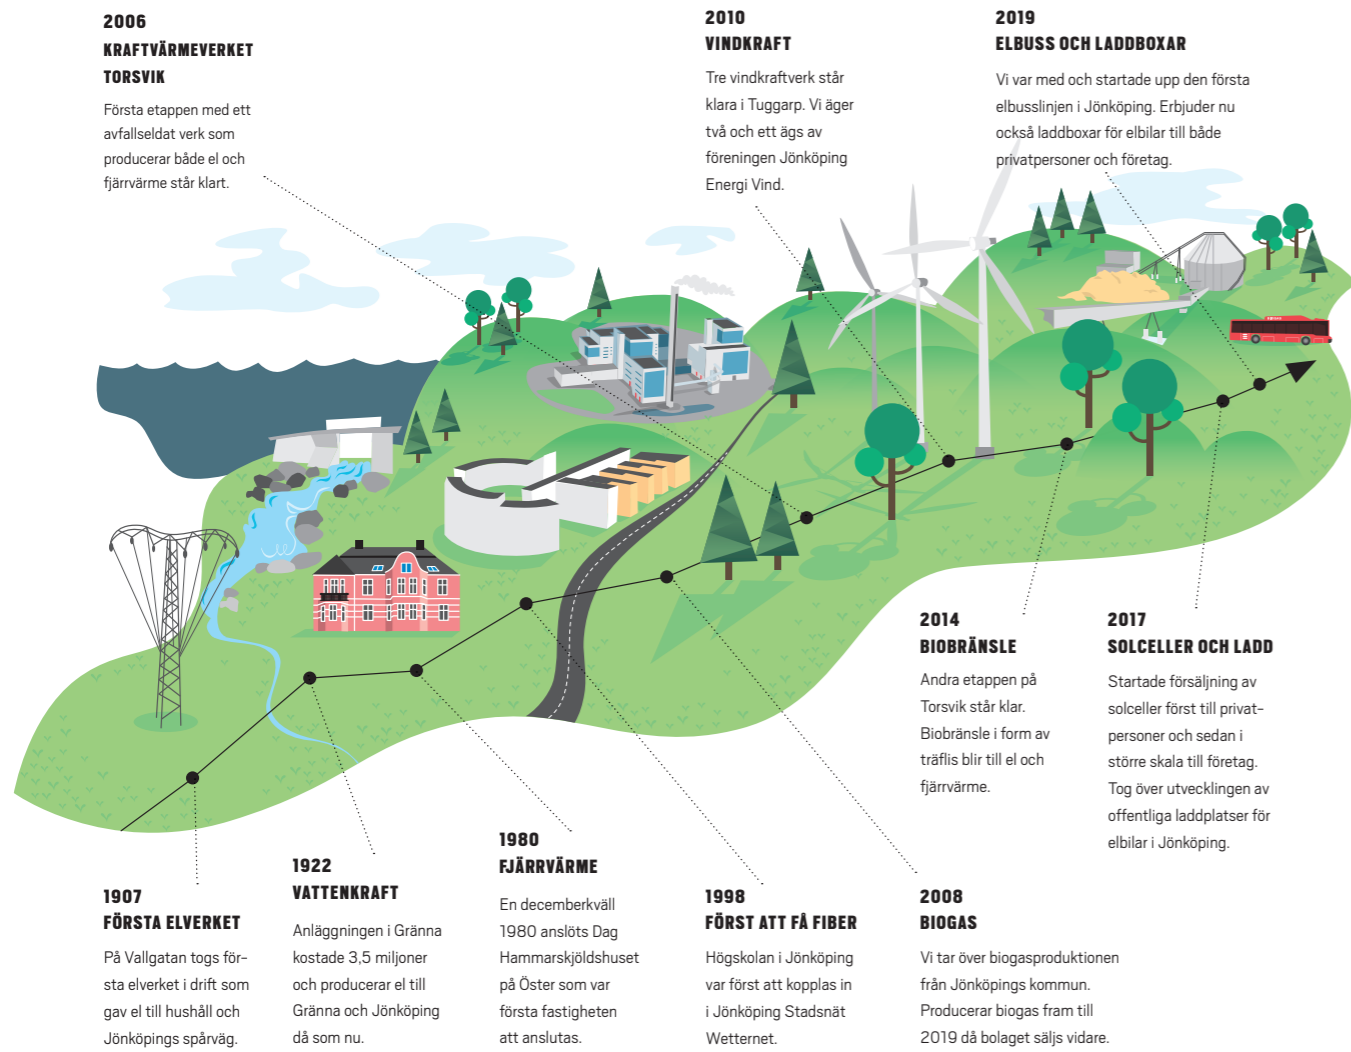 2006
KRAFTVÄRMEVERKET
TORSVIK
Första etappen med ett
avfallseldat verk som
producerar både el och
fjärrvärme står klart.
2010
VINDKRAFT
Tre vindkraftverk står
klara i Tuggarp. Vi äger
två och ett ägs av
föreningen Jönköping
Energi Vind.
2019
ELBUSS OCH LADDBOXAR
Vi var med och startade upp den första
elbusslinjen i Jönköping. Erbjuder nu
också laddboxar för elbilar till både
privatpersoner och företag.
1907
FÖRSTA ELVERKET
På Vallgatan togs för-
sta elverket i drift som
gav el till hushåll och
Jönköpings spårväg.
1922
VATTENKRAFT
Anläggningen i Gränna
kostade 3,5 miljoner
och producerar el till
Gränna och Jönköping
då som nu.
1980
FJÄRRVÄRME
En decemberkväll
1980 anslöts Dag
Hammarskjöldshuset
på Öster som var
första fastigheten
att anslutas.
1998
FÖRST ATT FÅ FIBER
Högskolan i Jönköping
var först att kopplas in
i Jönköping Stadsnät
Wetternet.
2008
BIOGAS
Vi tar över biogasproduktionen
från Jönköpings kommun.
Producerar biogas fram till
2019 då bolaget säljs vidare.
2014
BIOBRÄNSLE
Andra etappen på
Torsvik står klar.
Biobränsle i form av
träflis blir till el och
fjärrvärme.
2017
SOLCELLER OCH LADD
Startade försäljning av
solceller först till privat-
personer och sedan i
större skala till företag.
Tog över utvecklingen av
offentliga laddplatser för
elbilar i Jönköping.